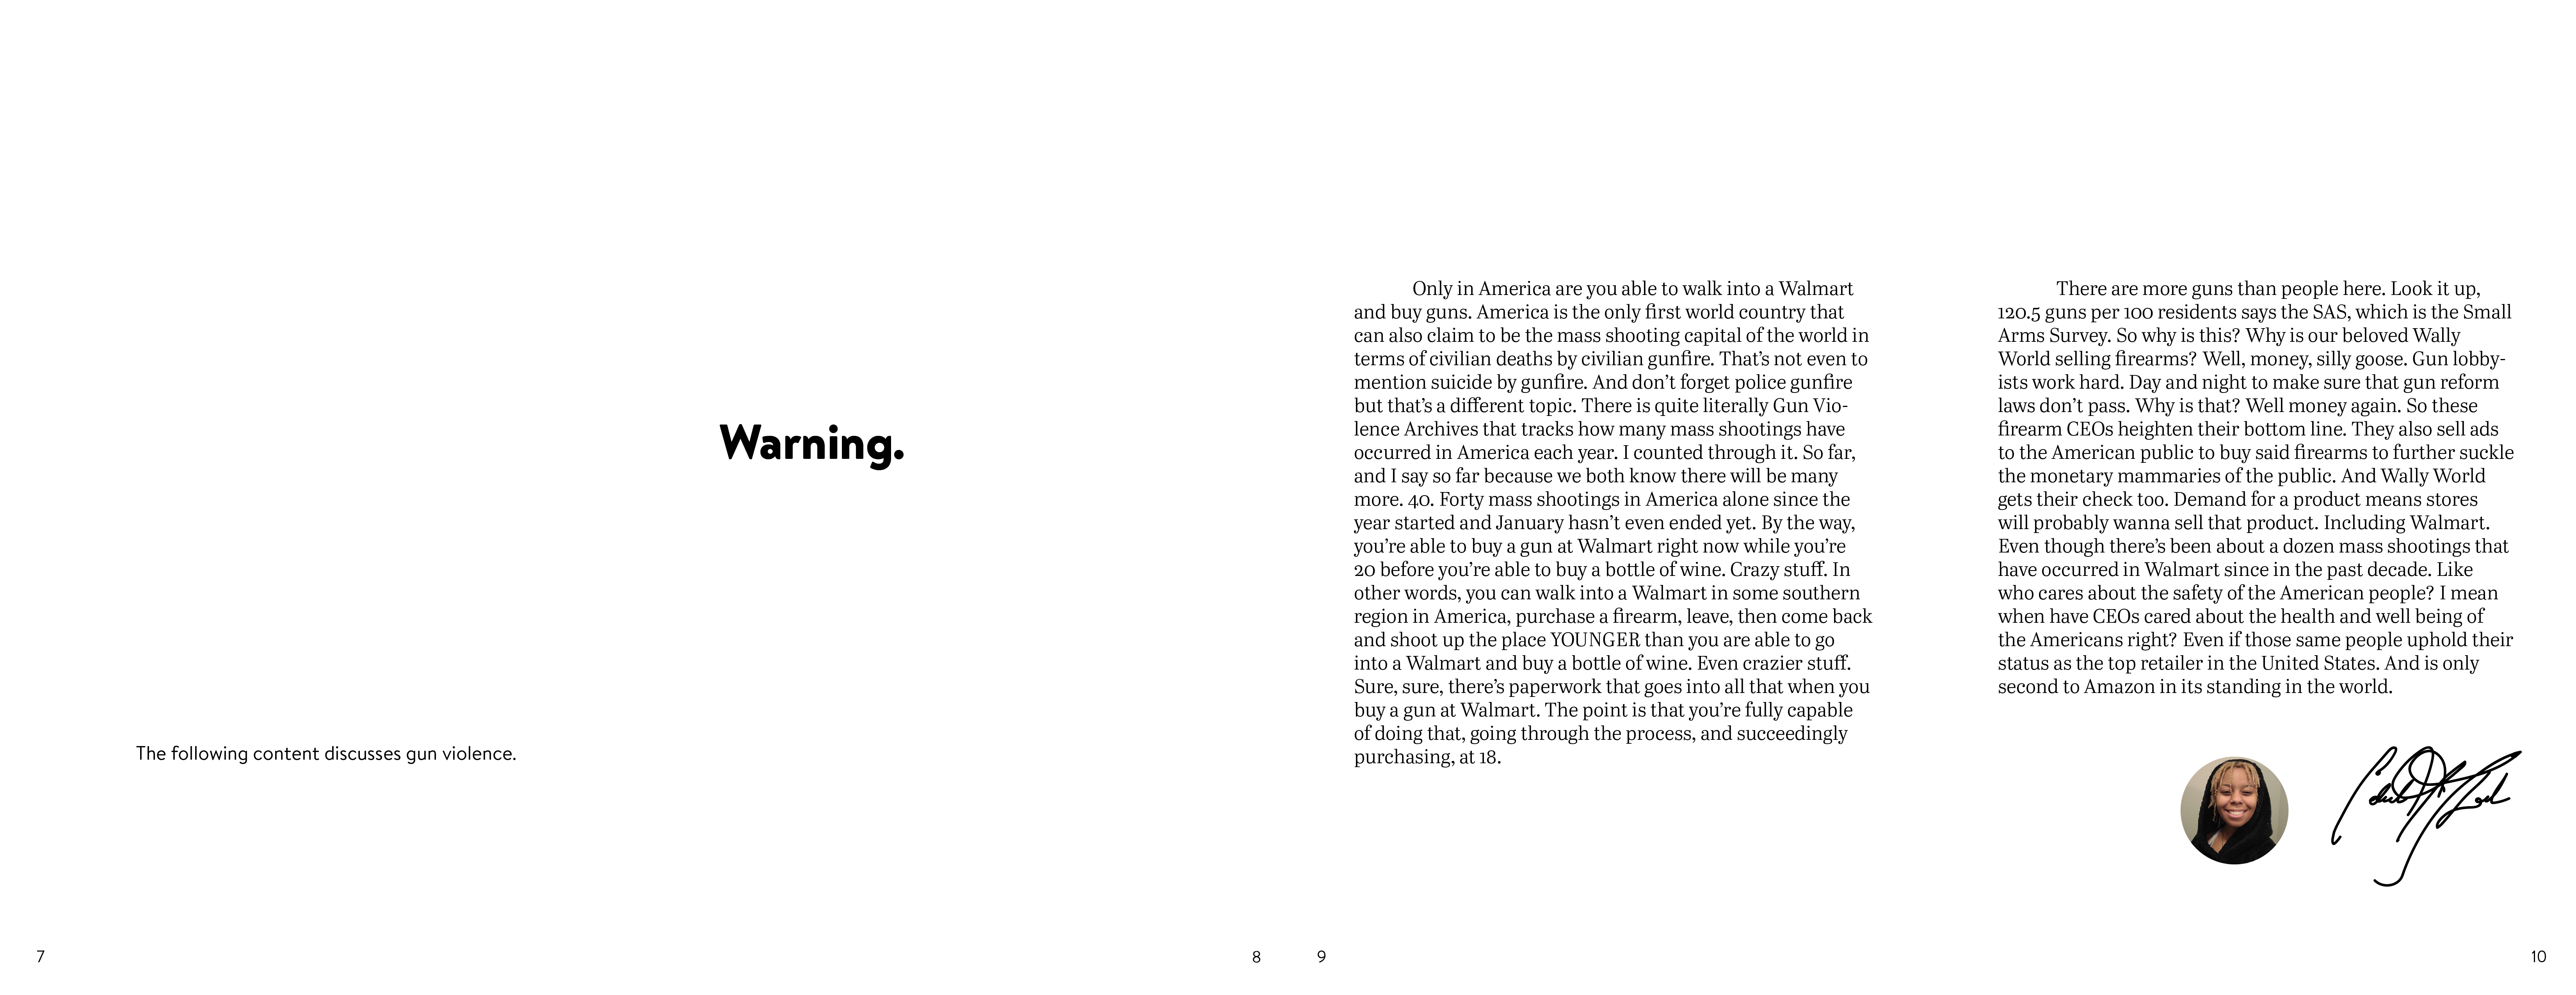 Warning.
The following content discusses gun violence.
7
8
Only in America are you able to walk into a Walmart
and buy guns. America is the only first world country that
can also claim to be the mass shooting capital of the world in
terms of civilian deaths by civilian gunfire. That’s not even to
mention suicide by gunfire. And don’t forget police gunfire
but that’s a different topic. There is quite literally Gun Vio-
lence Archives that tracks how many mass shootings have
occurred in America each year. I counted through it. So far,
and I say so far because we both know there will be many
more. 40. Forty mass shootings in America alone since the
year started and January hasn’t even ended yet. By the way,
you’re able to buy a gun at Walmart right now while you’re
20 before you’re able to buy a bottle of wine. Crazy stuff. In
other words, you can walk into a Walmart in some southern
region in America, purchase a firearm, leave, then come back
and shoot up the place YOUNGER than you are able to go
into a Walmart and buy a bottle of wine. Even crazier stuff.
Sure, sure, there’s paperwork that goes into all that when you
buy a gun at Walmart. The point is that you’re fully capable
of doing that, going through the process, and succeedingly
purchasing, at 18.
9
There are more guns than people here. Look it up,
120.5 guns per 100 residents says the SAS, which is the Small
Arms Survey. So why is this? Why is our beloved Wally
World selling firearms? Well, money, silly goose. Gun lobby-
ists work hard. Day and night to make sure that gun reform
laws don’t pass. Why is that? Well money again. So these
firearm CEOs heighten their bottom line. They also sell ads
to the American public to buy said firearms to further suckle
the monetary mammaries of the public. And Wally World
gets their check too. Demand for a product means stores
will probably wanna sell that product. Including Walmart.
Even though there’s been about a dozen mass shootings that
have occurred in Walmart since in the past decade. Like
who cares about the safety of the American people? I mean
when have CEOs cared about the health and well being of
the Americans right? Even if those same people uphold their
status as the top retailer in the United States. And is only
second to Amazon in its standing in the world.
10